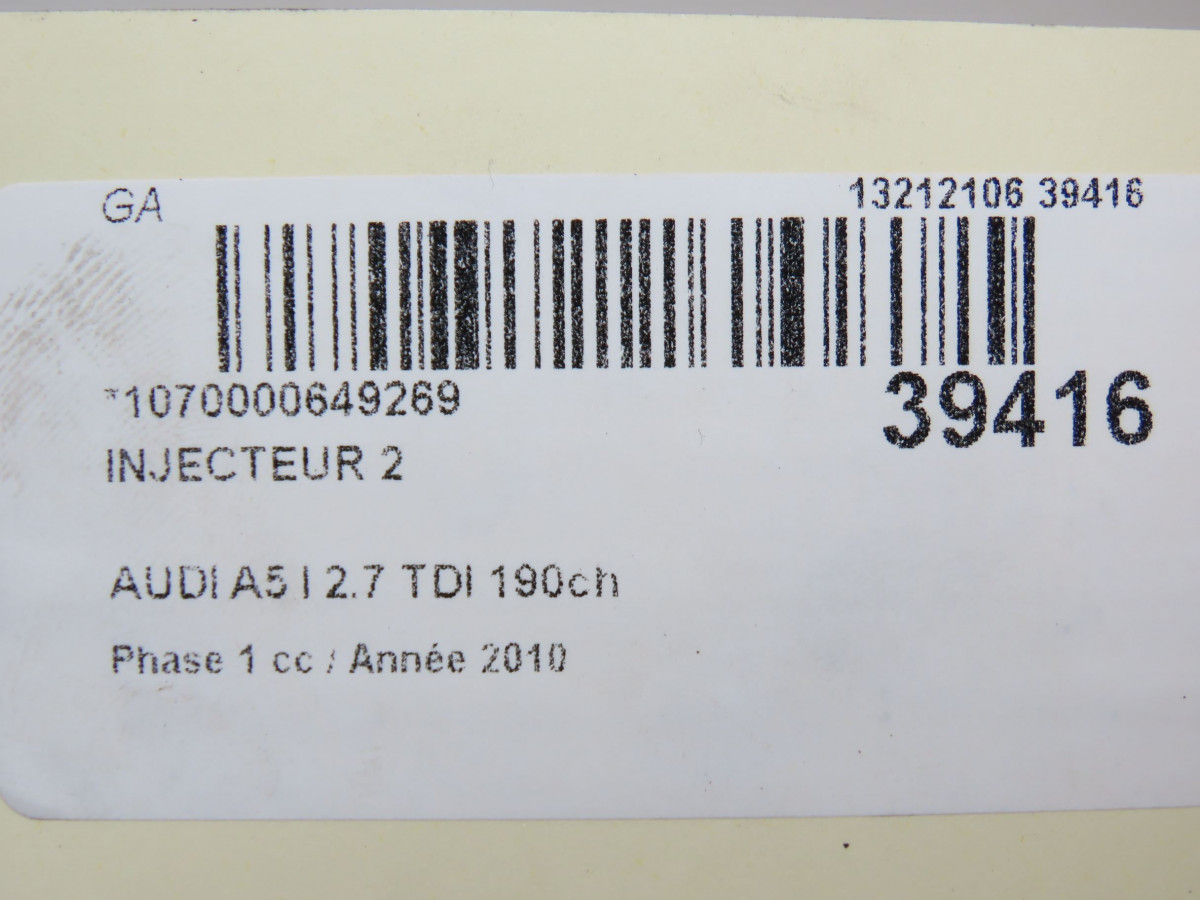 GA
13212106 39416
*1070000649269
39416
INJECTEUR 2
AUDI A5 I 2.7 TDI 190ch
Phase 1 cc / Année 2010